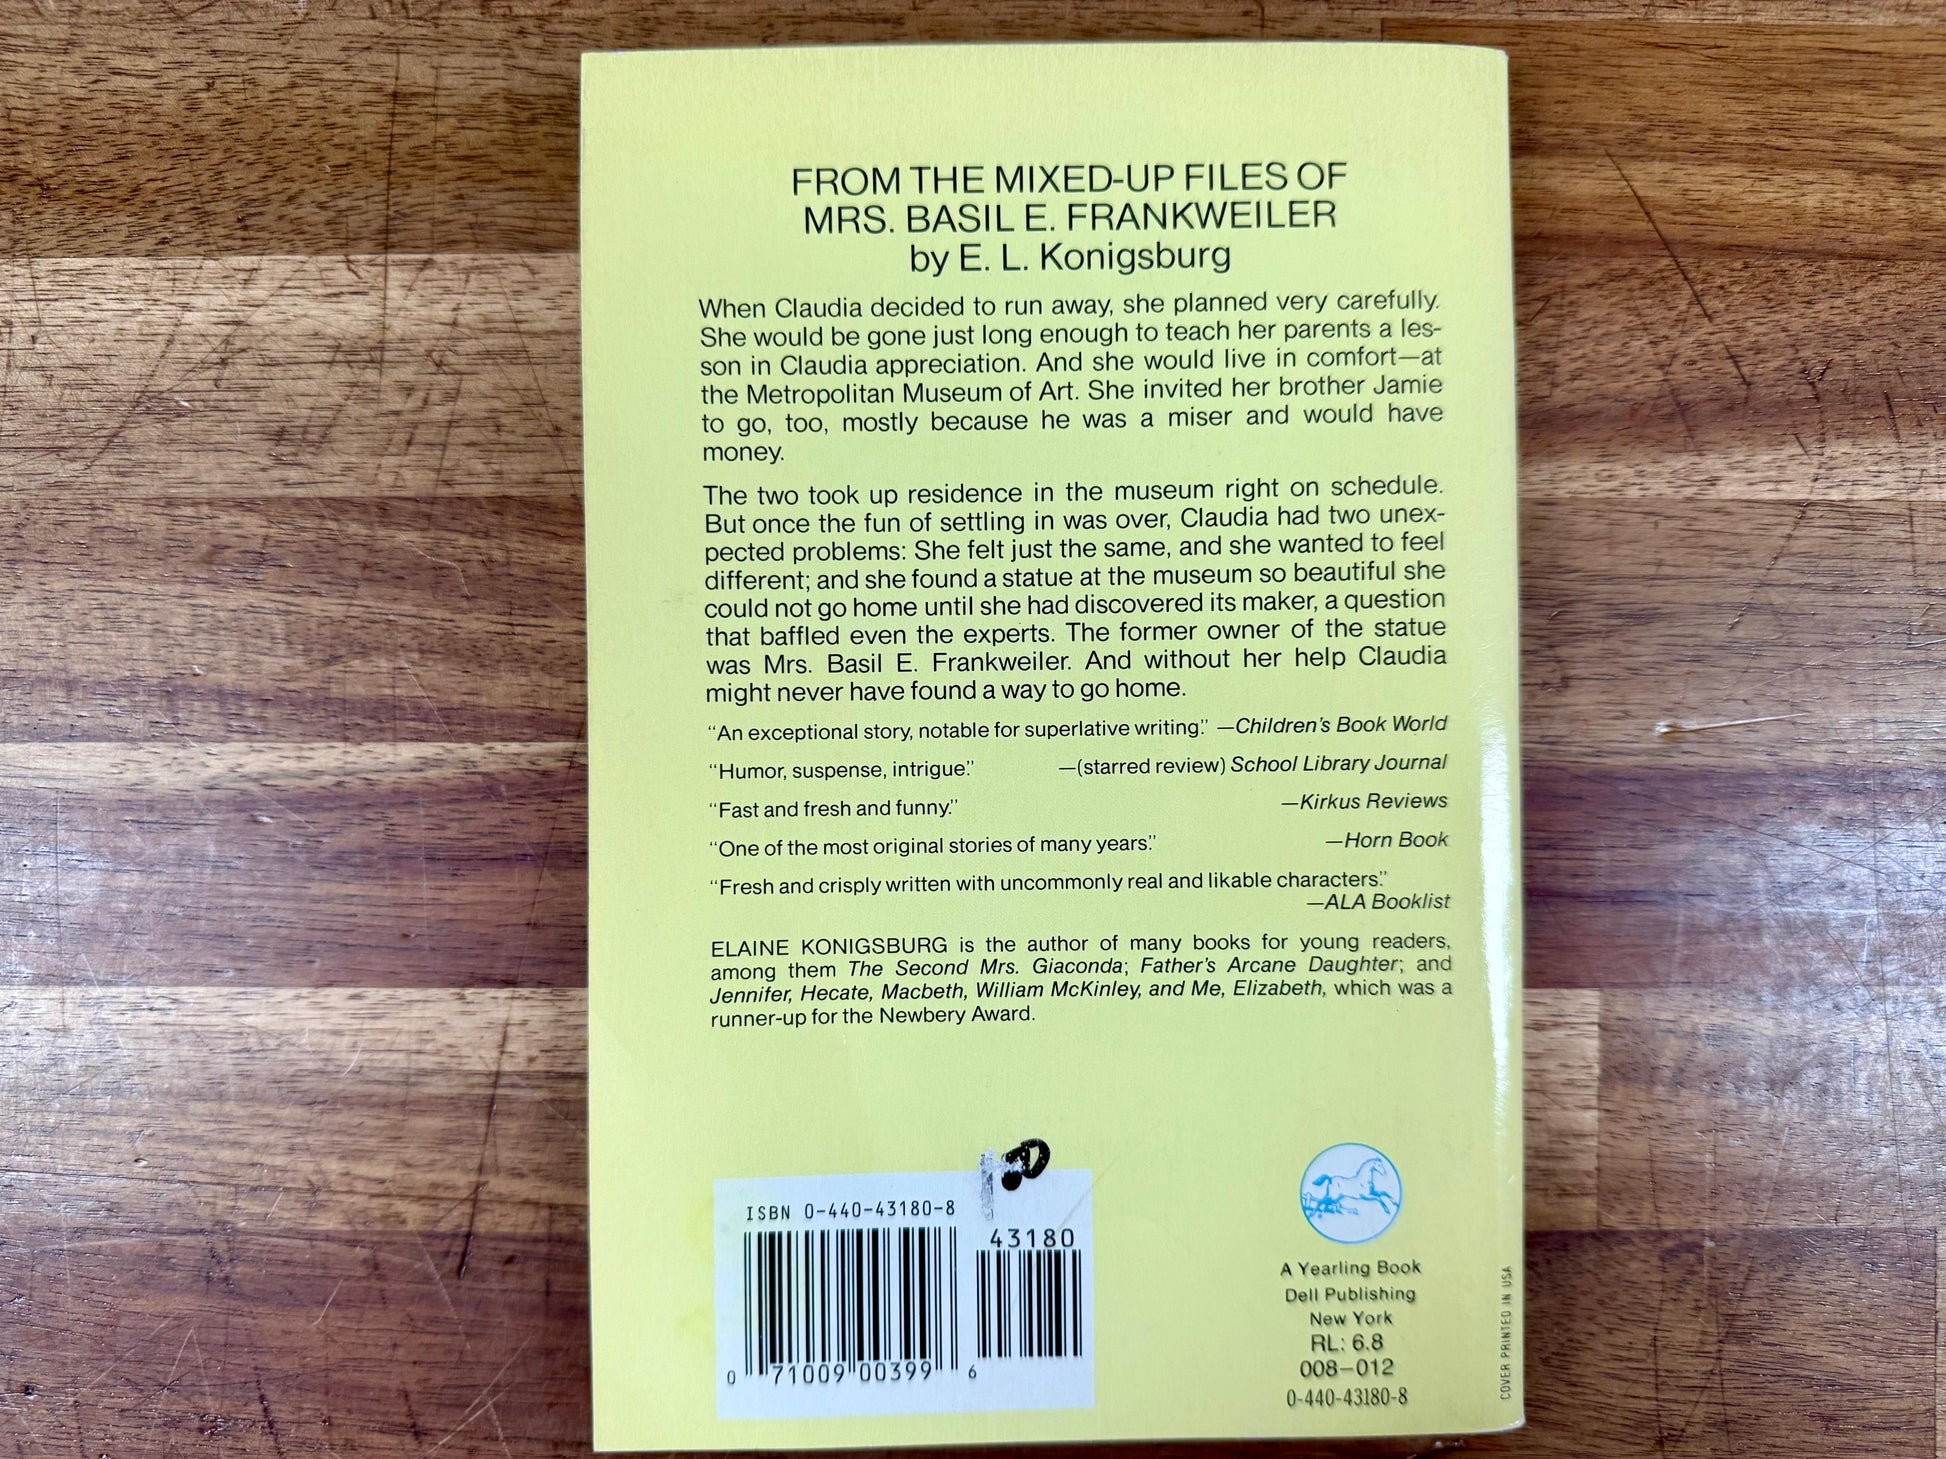 FROM THE MIXED-UP FILES OF
MRS. BASIL E. FRANKWEILER
by E. L. Konigsburg
When Claudia decided to run away, she planned very carefully.
She would be gone just long enough to teach her parents a les-
son in Claudia appreciation. And she would live in comfort—at
the Metropolitan Museum of Art. She invited her brother Jamie
to go, too, mostly because he was a miser and would have
money.
The two took up residence in the museum right on schedule.
But once the fun of settling in was over, Claudia had two unex-
pected problems: She felt just the same, and she wanted to feel
different; and she found a statue at the museum so beautiful she
could not go home until she had discovered its maker, a question
that baffled even the experts. The former owner of the statue
was Mrs. Basil E. Frankweiler. And without her help Claudia
might never have found a way to go home.
"An exceptional story, notable for superlative writing." —Children's Book World
"Humor, suspense, intrigue." —(starred review) School Library Journal
"Fast and fresh and funny." —Kirkus Reviews
"One of the most original stories of many years." —Horn Book
"Fresh and crisply written with uncommonly real and likable characters."
—ALA Booklist
ELAINE KONIGSBURG is the author of many books for young readers,
among them The Second Mrs. Giaconda; Father's Arcane Daughter; and
Jennifer, Hecate, Macbeth, William McKinley, and Me, Elizabeth, which was a
runner-up for the Newbery Award.
ISBN 0-440-43180-8
43180
0 71009 00399 6
A Yearling Book
Dell Publishing
New York
RL: 6.8
008–012
0-440-43180-8
COVER PRINTED IN USA